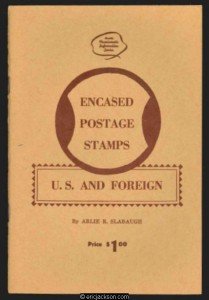 ENCASED
POSTAGE
STAMPS
U. S. AND FOREIGN
By ARLIE R. SLABAUGH
Price $1.00
© ericjackson.com